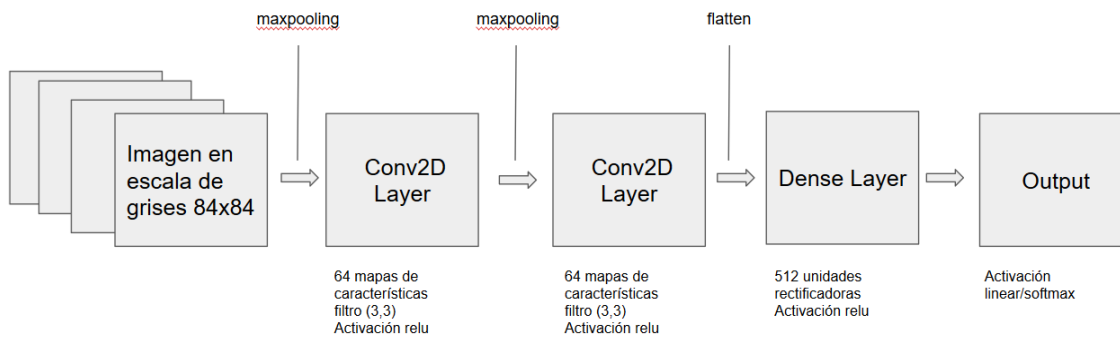 maxpooling
maxpooling
flatten
Imagen en
escala de
grises 84x84
Conv2D
Layer
Conv2D
Layer
Dense Layer
Output
64 mapas de
características
filtro (3,3)
Activación relu
64 mapas de
características
filtro (3,3)
Activación relu
512 unidades
rectificadoras
Activación relu
Activación
linear/softmax